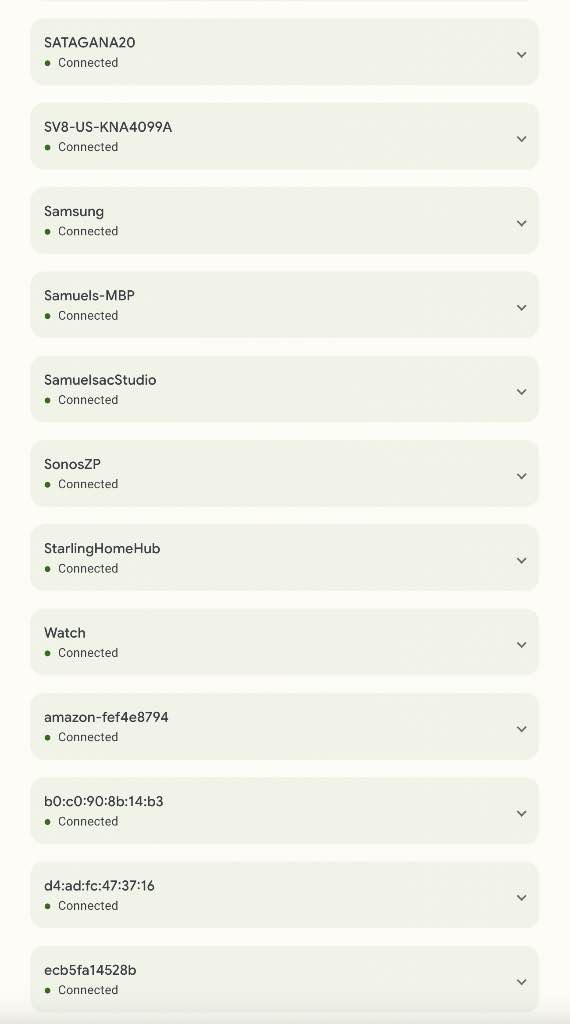 SATAGANA20
Connected
SV8-US-KNA4099A
Connected
Samsung
Connected
Samuels-MBP
Connected
SamuelsacStudio
Connected
SonosZP
Connected
StarlingHomeHub
Connected
Watch
Connected
amazon-fef4e8794
Connected
b0:c0:90:8b:14:b3
Connected
d4:ad:fc:47:37:16
Connected
ecb5fa14528b
Connected